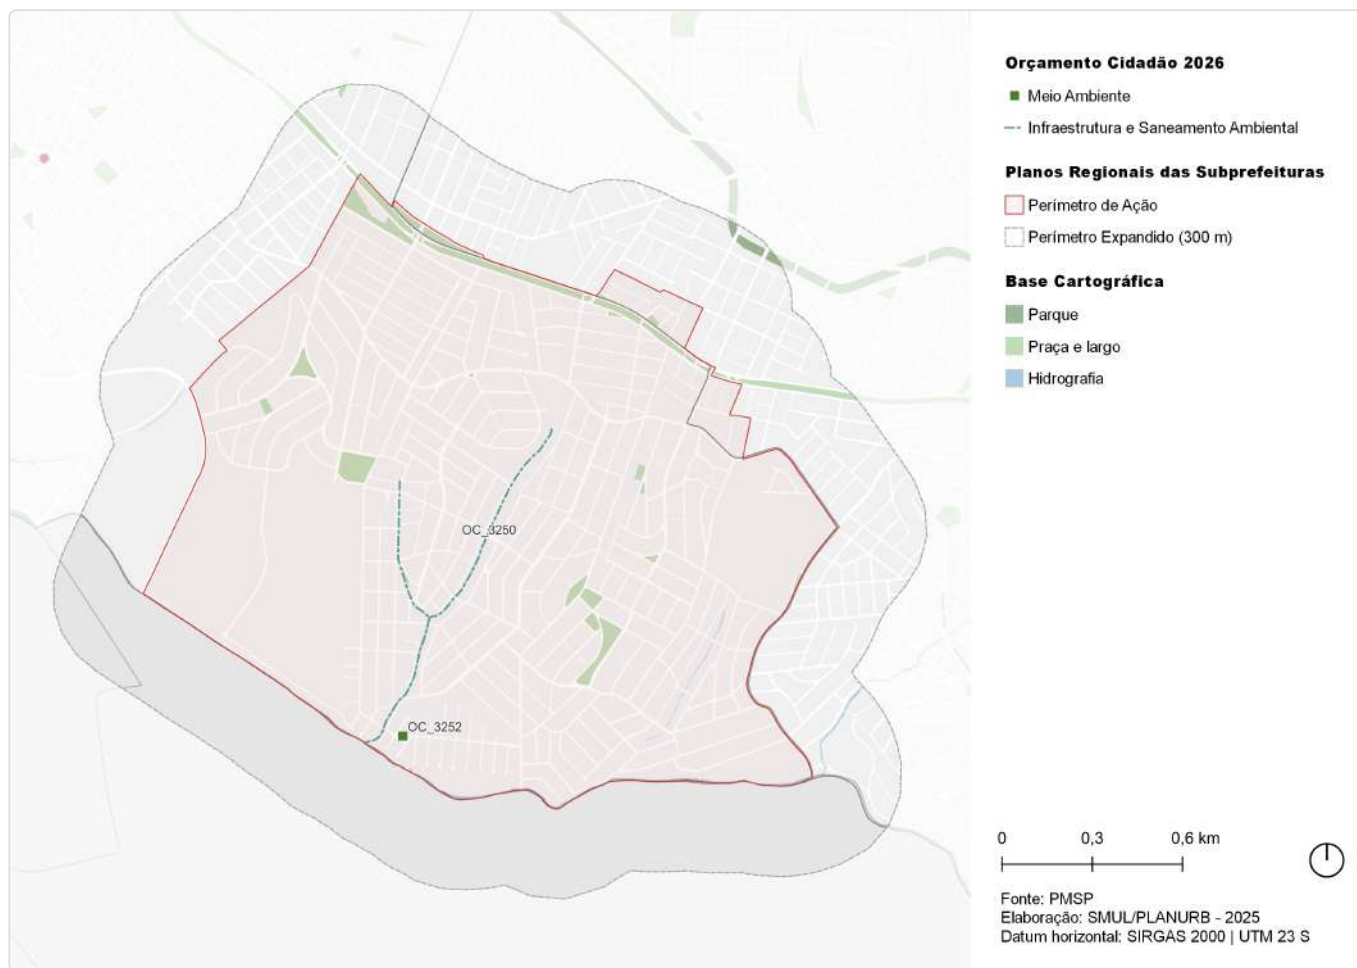 Orçamento Cidadão 2026
Meio Ambiente
Infraestrutura e Saneamento Ambiental
Planos Regionais das Subprefeituras
Perímetro de Ação
Perímetro Expandido (300 m)
Base Cartográfica
Parque
Praça e largo
Hidrografia
OC_3250
OC_3252
0 0,3 0,6 km
Fonte: PMSP
Elaboração: SMUL/PLANURB - 2025
Datum horizontal: SIRGAS 2000 | UTM 23 S